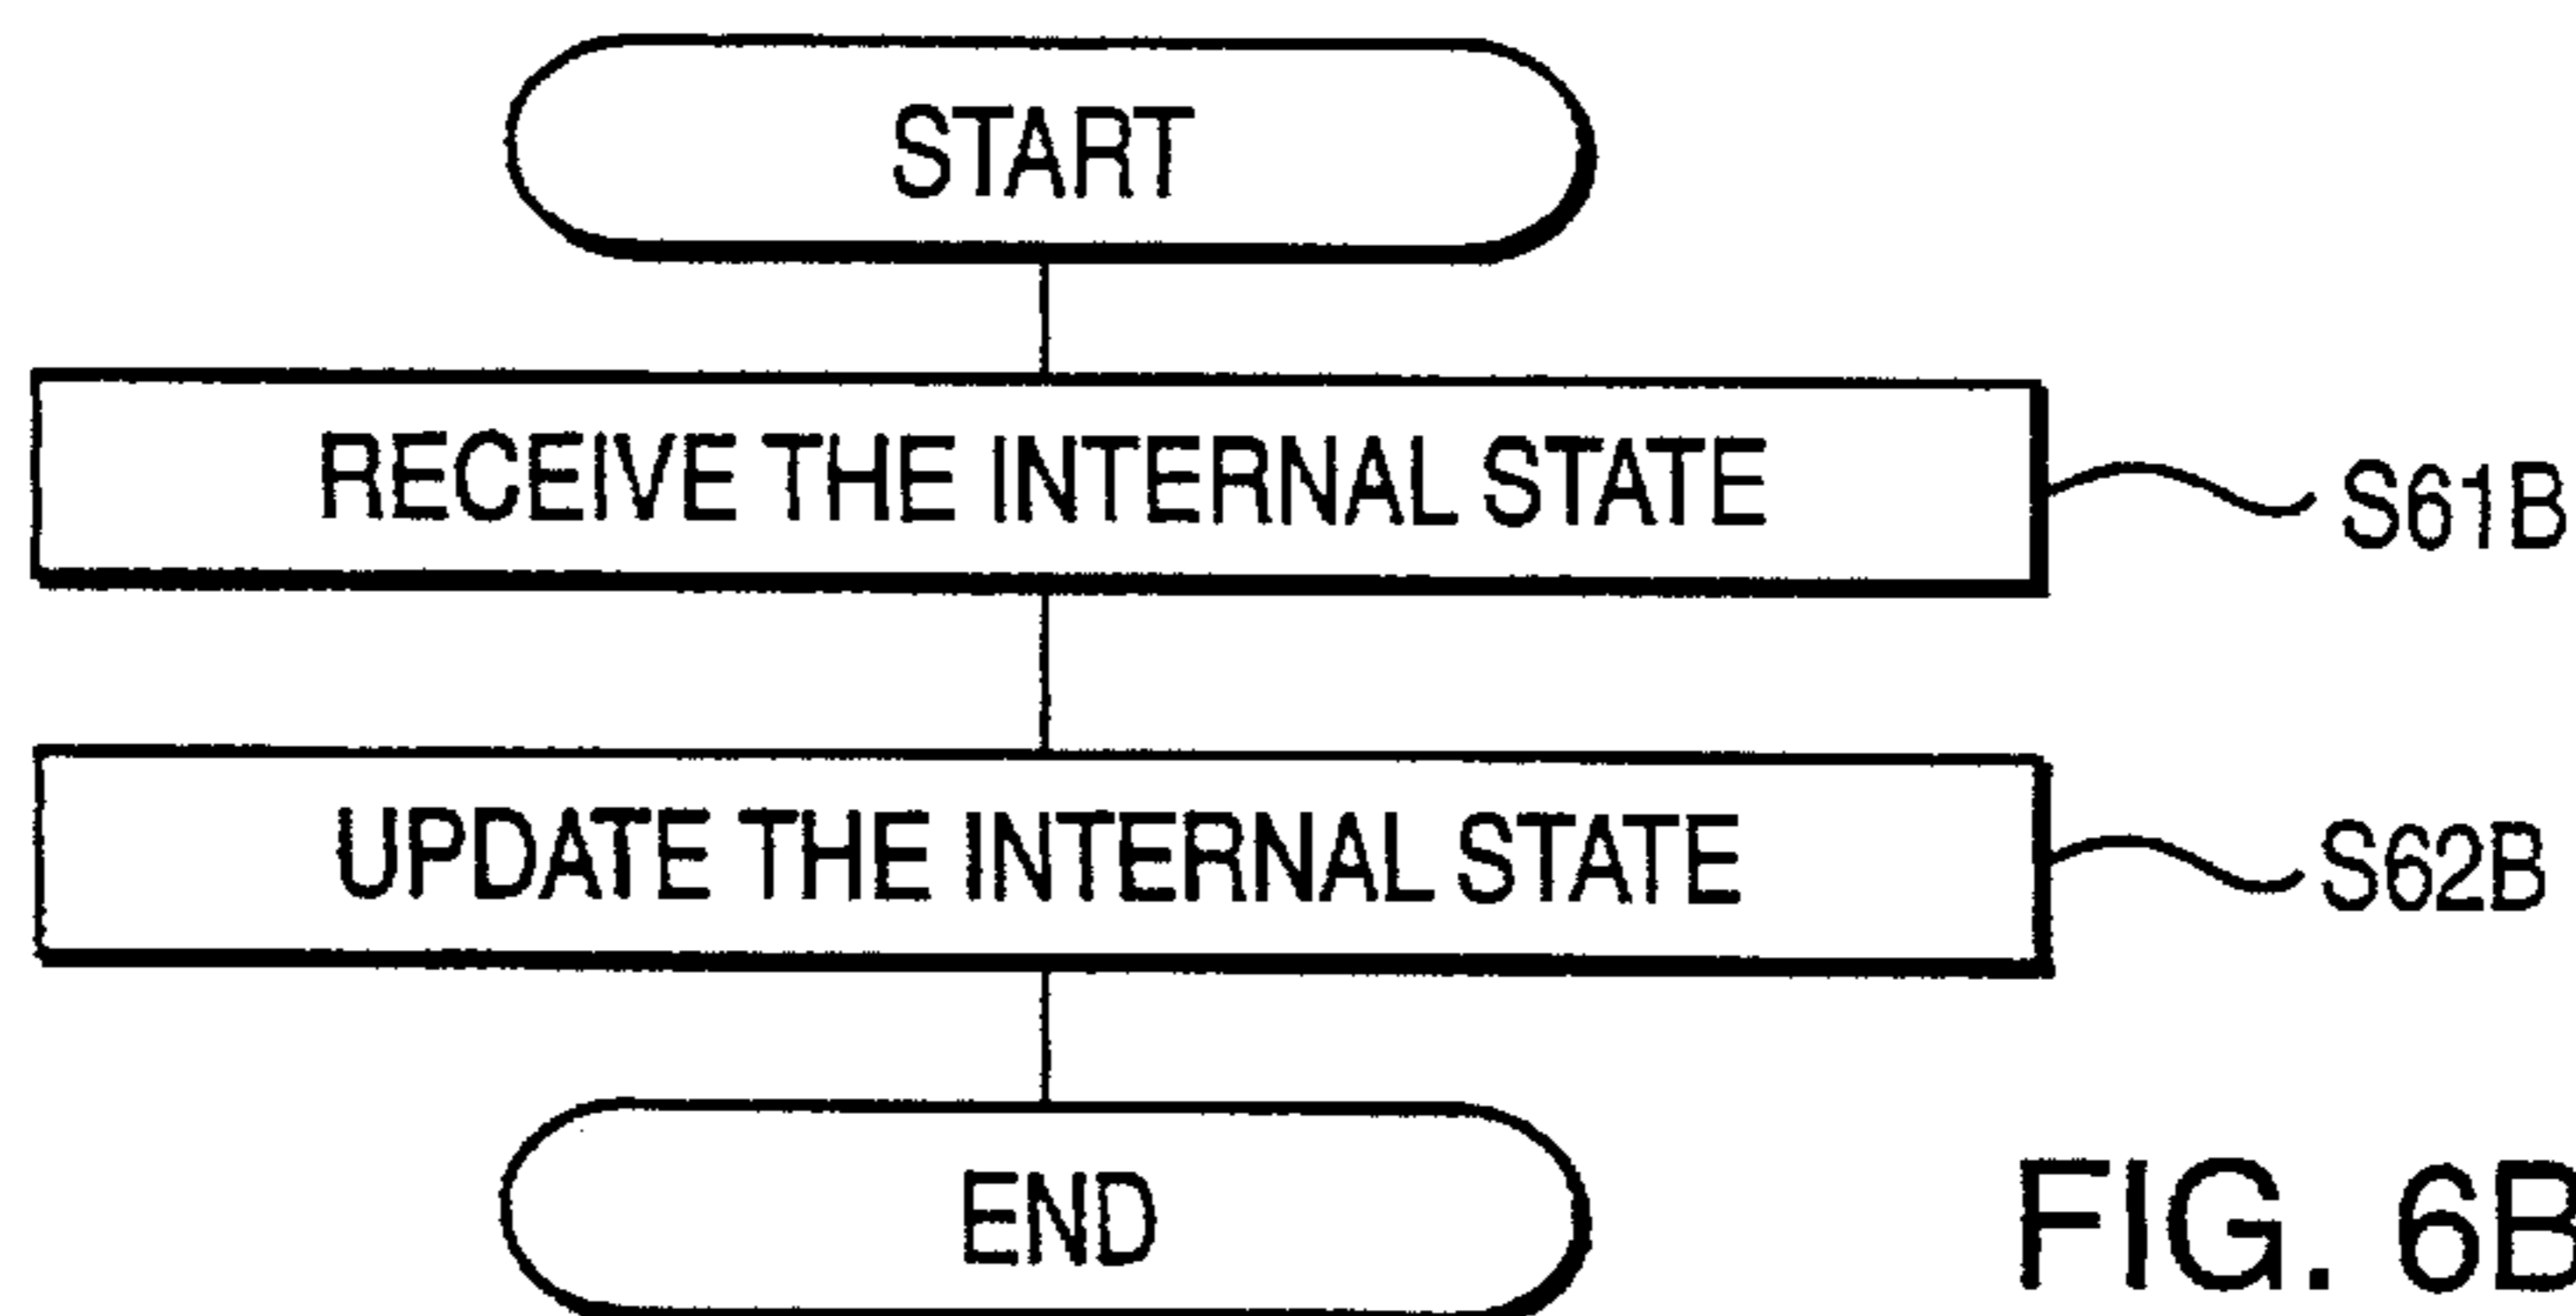 START
RECEIVE THE INTERNAL STATE
S61B
UPDATE THE INTERNAL STATE
S62B
END
FIG. 6B